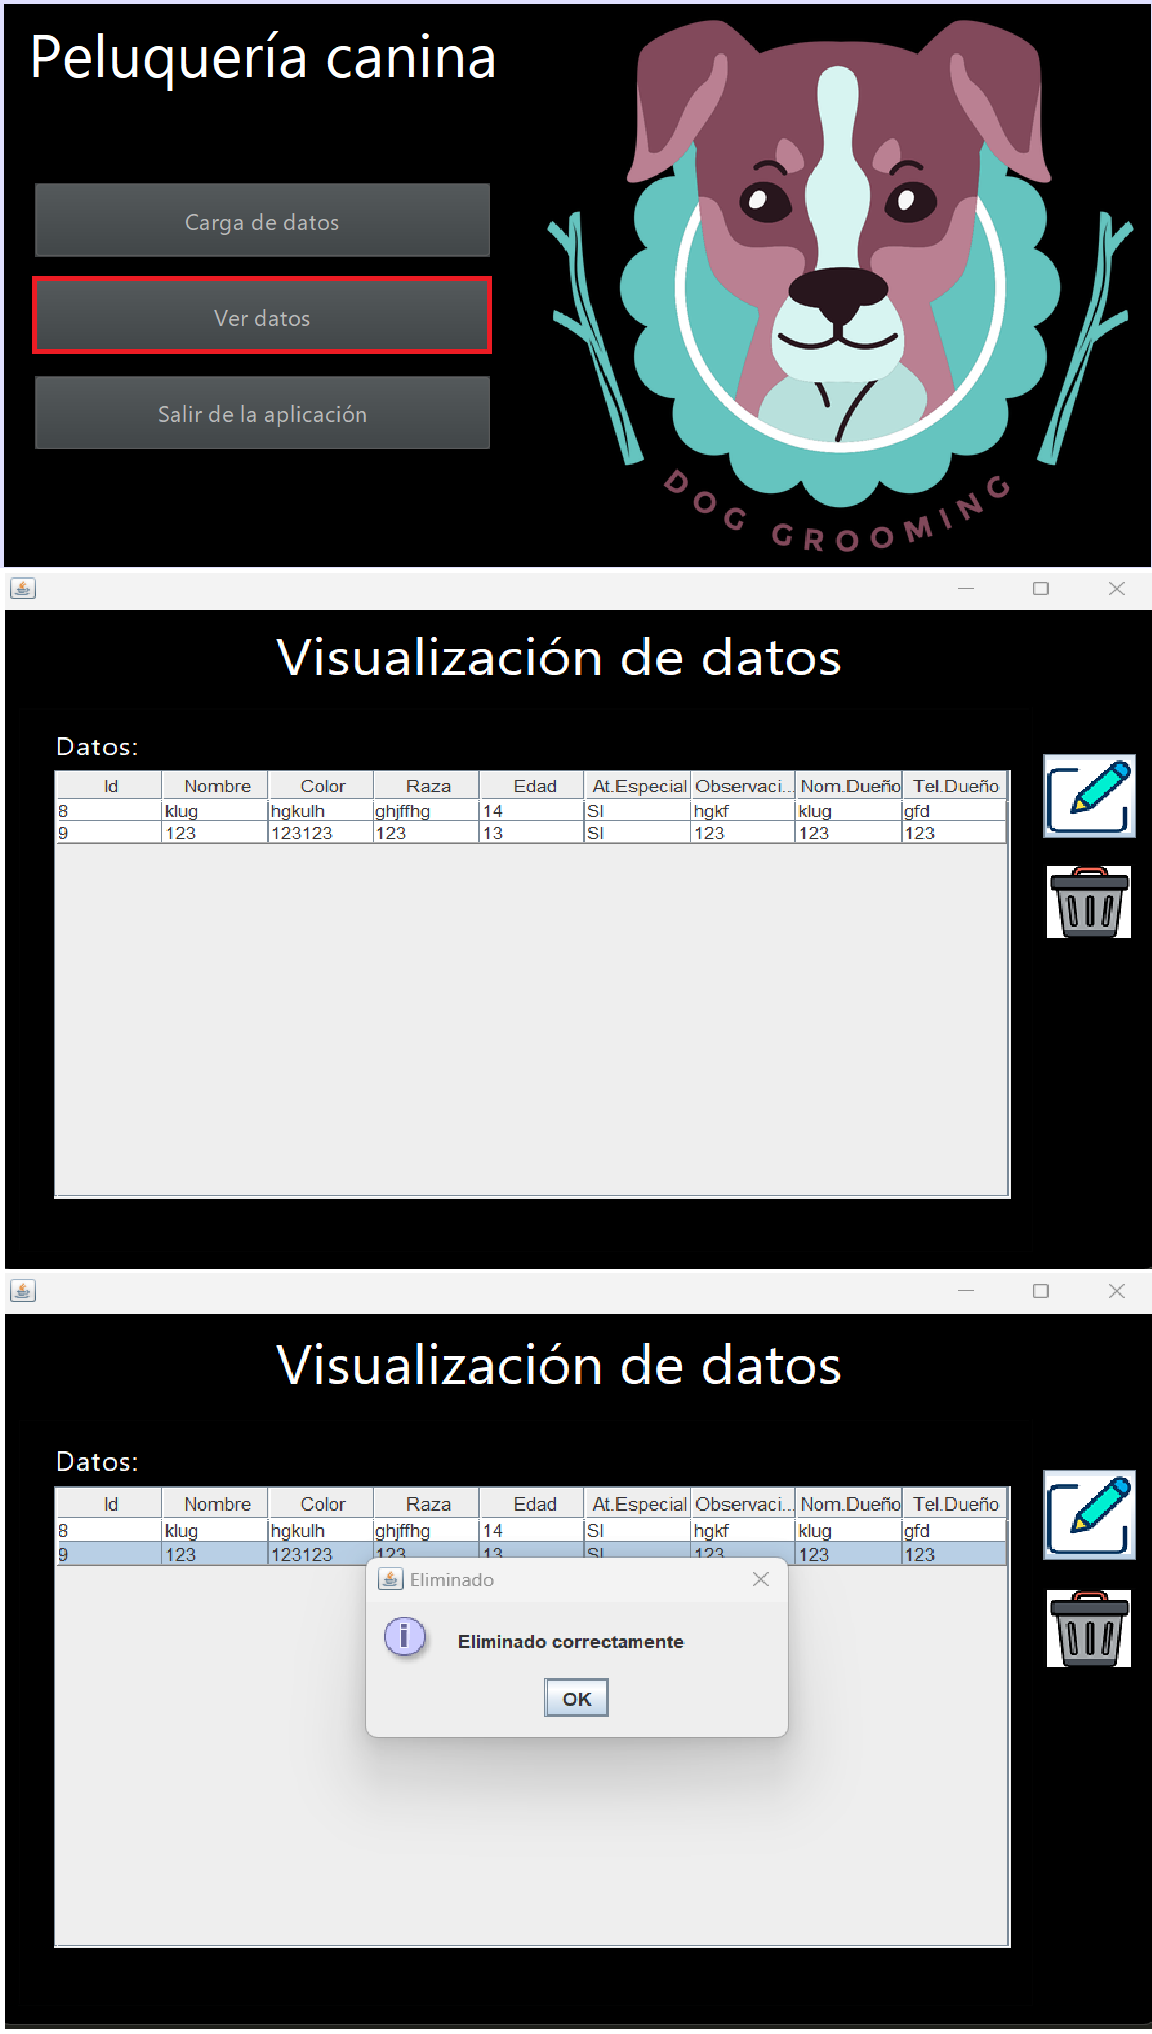 Peluquería canina
Carga de datos
Ver datos
Salir de la aplicación
DOG GROOMING
Visualización de datos
Datos:
Id Nombre Color Raza Edad At.Especial Observaci... Nom.Dueño Tel.Dueño
8 klug hgkulh ghjffhg 14 SI hgkf klug gfd
9 123 123123 123 13 SI 123 123 123
Visualización de datos
Datos:
Id Nombre Color Raza Edad At.Especial Observaci... Nom.Dueño Tel.Dueño
8 klug hgkulh ghjffhg 14 SI hgkf klug gfd
9 123 123123 123 13 SI 123 123 123
Eliminado
Eliminado correctamente
OK